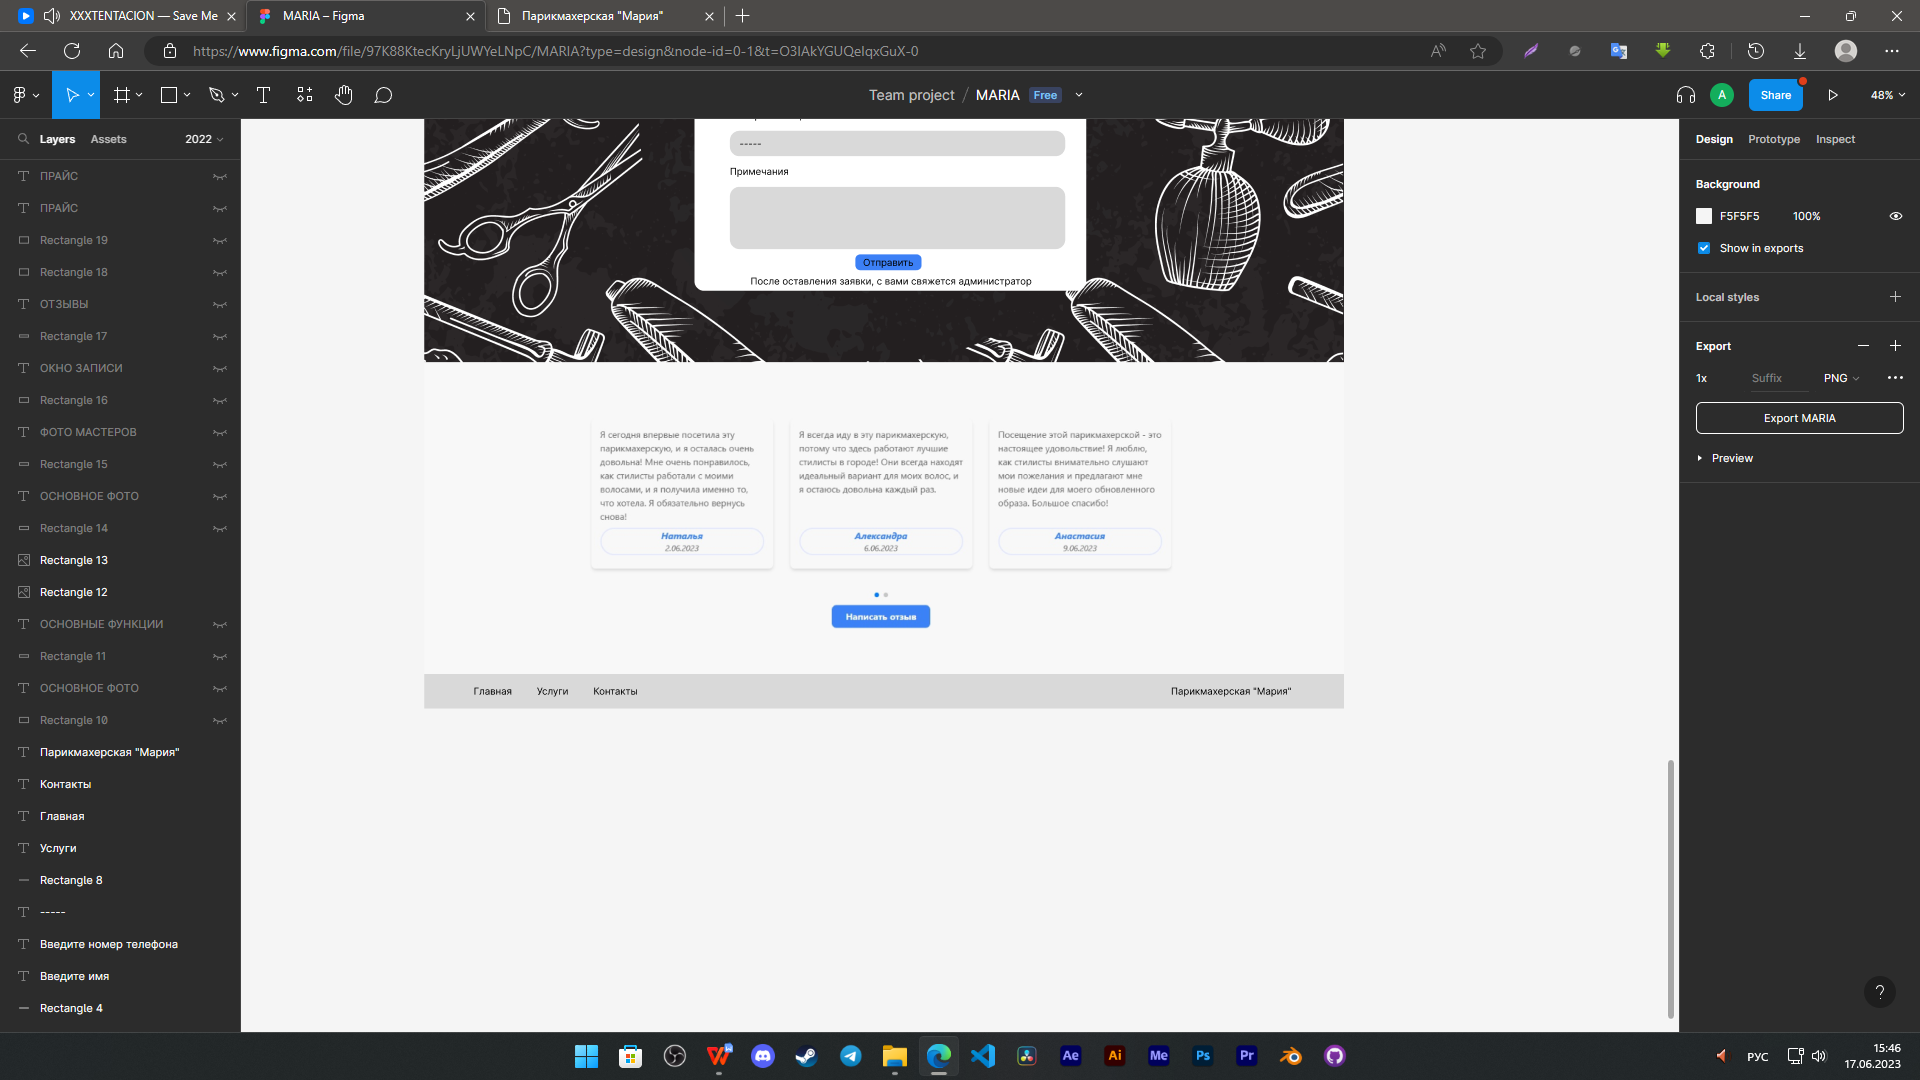 XXXTENTACION — Save Me
MARIA – Figma
Парикмахерская "Мария"
https://www.figma.com/file/97K88KtecKryLjUWYeLNpC/MARIA?type=design&node-id=0-1&t=O3IAkYGUQeIqxGuX-0
Team project / MARIA Free
A
Share
48%
Layers Assets 2022
ПРАЙС
ПРАЙС
Rectangle 19
Rectangle 18
ОТЗЫВЫ
Rectangle 17
ОКНО ЗАПИСИ
Rectangle 16
ФОТО МАСТЕРОВ
Rectangle 15
ОСНОВНОЕ ФОТО
Rectangle 14
Rectangle 13
Rectangle 12
ОСНОВНЫЕ ФУНКЦИИ
Rectangle 11
ОСНОВНОЕ ФОТО
Rectangle 10
Парикмахерская "Мария"
Контакты
Главная
Услуги
Rectangle 8
-----
Введите номер телефона
Введите имя
Rectangle 4
-----
Примечания
Отправить
После оставления заявки, с вами свяжется администратор
Я сегодня впервые посетила эту
парикмахерскую, и я осталась очень
довольна! Мне очень понравилось,
как стилисты работали с моими
волосами, и я получила именно то,
что хотела. Я обязательно вернусь
снова!
Наталья
2.06.2023
Я всегда иду в эту парикмахерскую,
потому что здесь работают лучшие
стилисты в городе! Они всегда находят
идеальный вариант для моих волос, и
я остаюсь довольна каждый раз.
Александра
6.06.2023
Посещение этой парикмахерской - это
настоящее удовольствие! Я люблю,
как стилисты внимательно слушают
мои пожелания и предлагают мне
новые идеи для моего обновленного
образа. Большое спасибо!
Анастасия
9.06.2023
Написать отзыв
Главная Услуги Контакты Парикмахерская "Мария"
Design Prototype Inspect
Background
F5F5F5 100%
Show in exports
Local styles
Export
1x Suffix PNG
Export MARIA
Preview
?
Ae
Ai
Me
Ps
Pr
РУС
15:46
17.06.2023